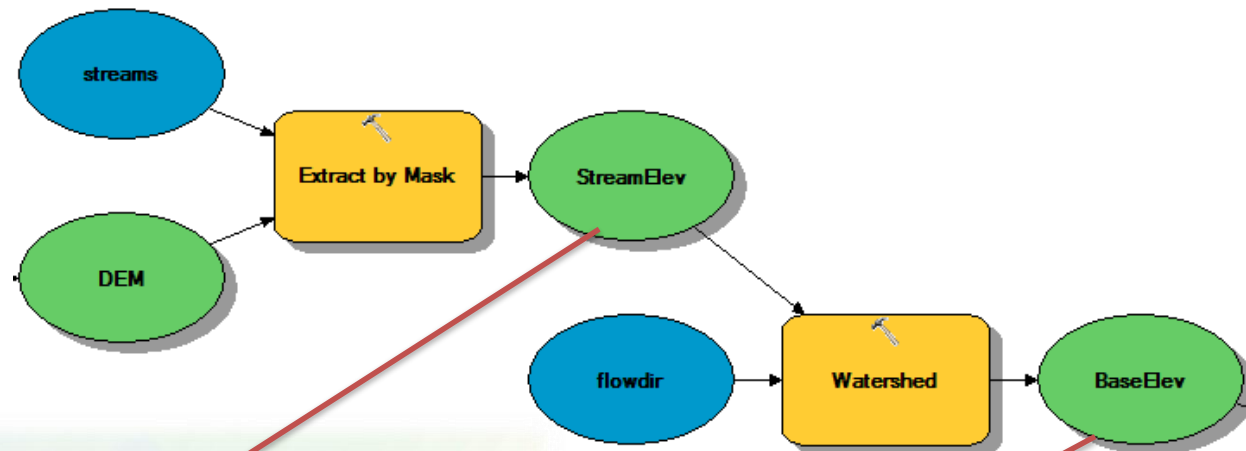 streams
Extract by Mask
StreamElev
DEM
flowdir
Watershed
BaseElev